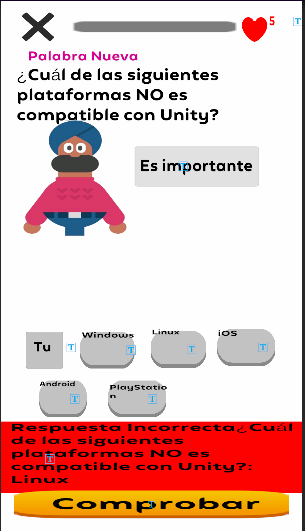 5
Palabra Nueva
¿Cuál de las siguientes
plataformas NO es
compatible con Unity?
Es importante
Tu
Windows
Linux
iOS
Android
PlayStatio
n
Respuesta Incorrecta¿Cuál
de las siguientes
plataformas NO es
compatible con Unity?:
Linux
Comprobar